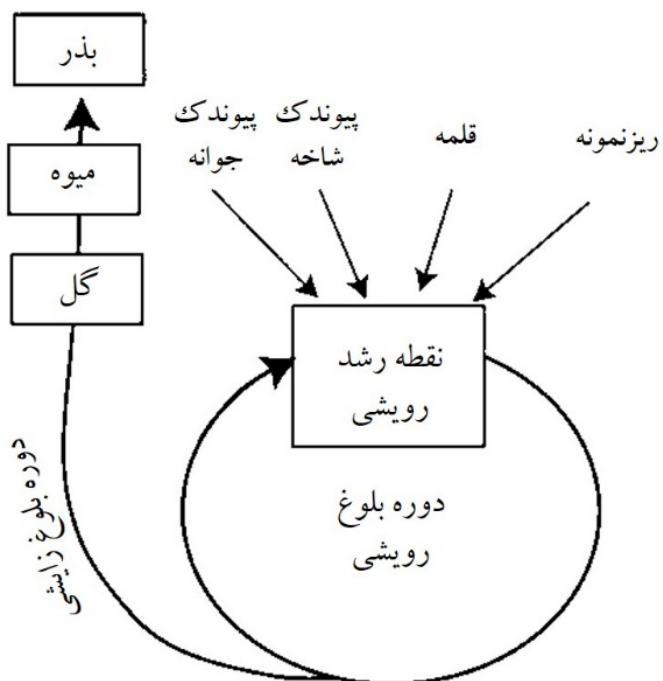 بذر
میوه
گل
دوره بلوغ زایشی
پیوندک
جوانه
پیوندک
شاخه
قلمه
ریزنمونه
نقطه رشد
رویشی
دوره بلوغ
رویشی